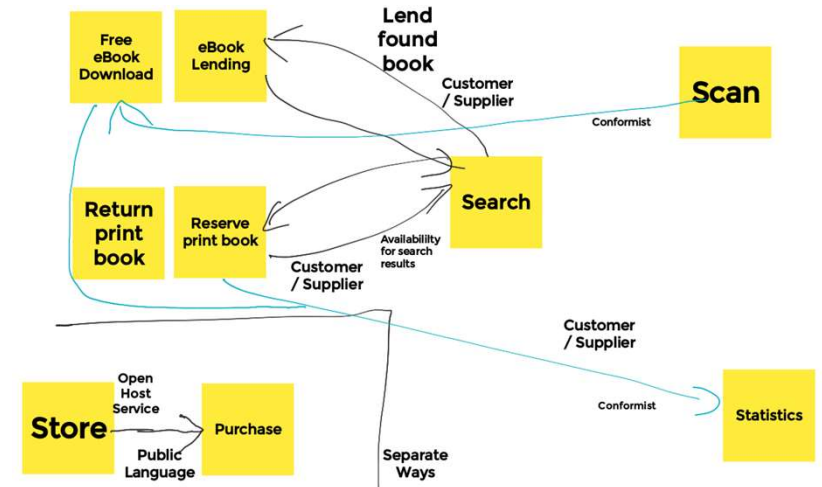 Free
eBook
Download
eBook
Lending
Lend
found
book
Customer
/ Supplier
Scan
Conformist
Search
Return
print
book
Reserve
print book
Availabililty
for search
results
Customer
/ Supplier
Customer
/ Supplier
Conformist
Statistics
Store
Open
Host
Service
Public
Language
Purchase
Separate
Ways